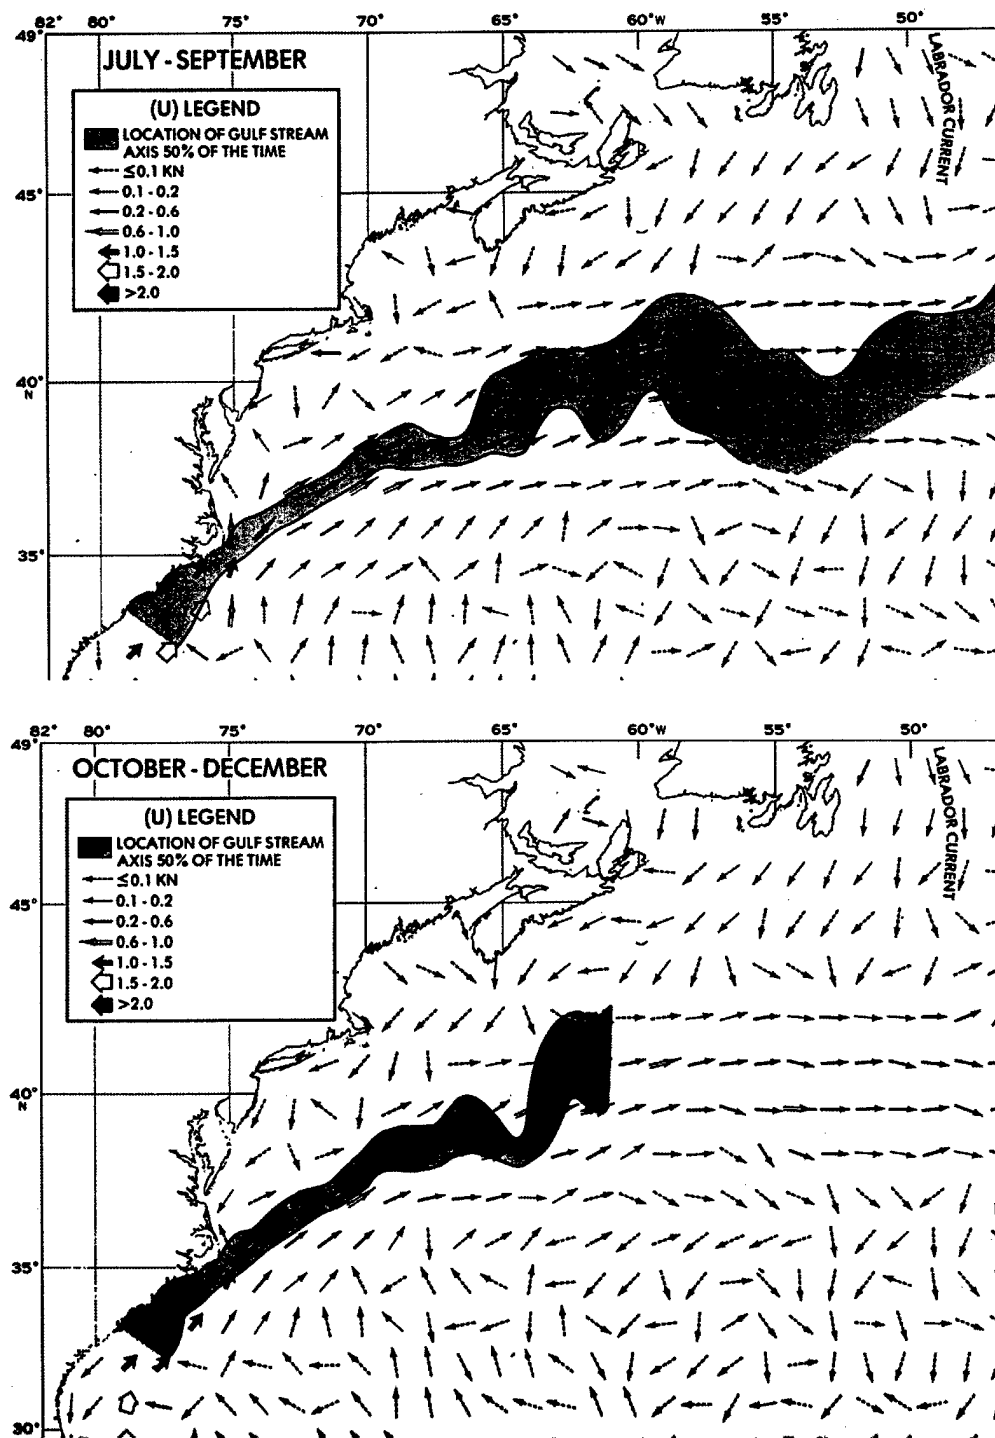 82° 80° 75° 70° 65° 60°W 55° 50°
49°
JULY - SEPTEMBER
(U) LEGEND
LOCATION OF GULF STREAM
AXIS 50% OF THE TIME
≤0.1 KN
0.1 - 0.2
0.2 - 0.6
0.6 - 1.0
1.0 - 1.5
1.5 - 2.0
>2.0
LABRADOR CURRENT
45°
40°
N
35°
82° 80° 75° 70° 65° 60°W 55° 50°
49°
OCTOBER - DECEMBER
(U) LEGEND
LOCATION OF GULF STREAM
AXIS 50% OF THE TIME
≤0.1 KN
0.1 - 0.2
0.2 - 0.6
0.6 - 1.0
1.0 - 1.5
1.5 - 2.0
>2.0
LABRADOR CURRENT
45°
40°
N
35°
30°